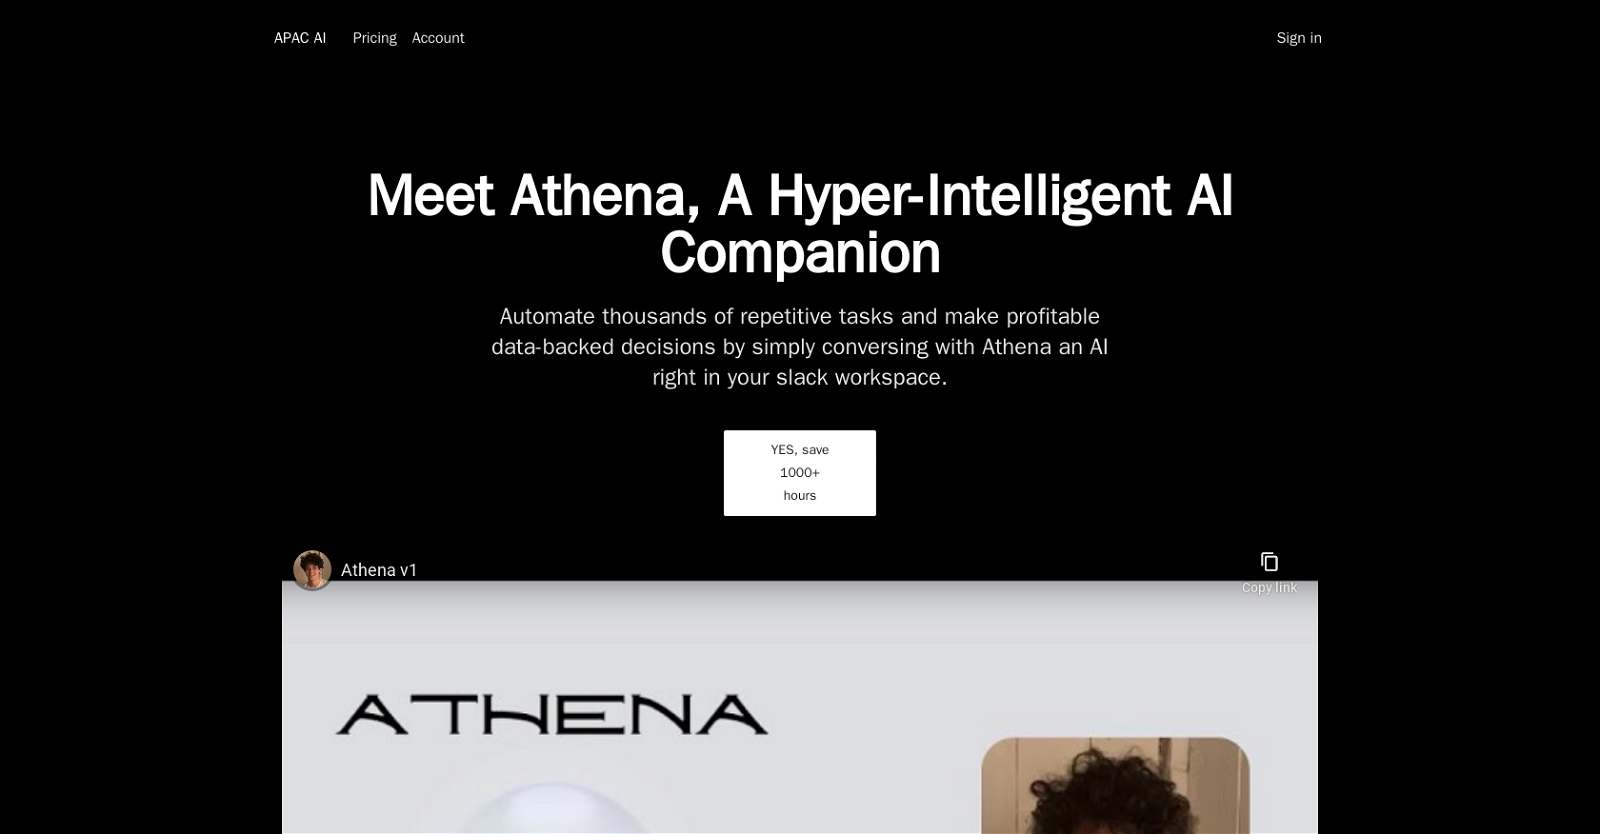 APAC AI Pricing Account Sign in
Meet Athena, A Hyper-Intelligent AI
Companion
Automate thousands of repetitive tasks and make profitable
data-backed decisions by simply conversing with Athena an AI
right in your slack workspace.
YES, save
1000+
hours
Athena v1
Copy link
ATHENA